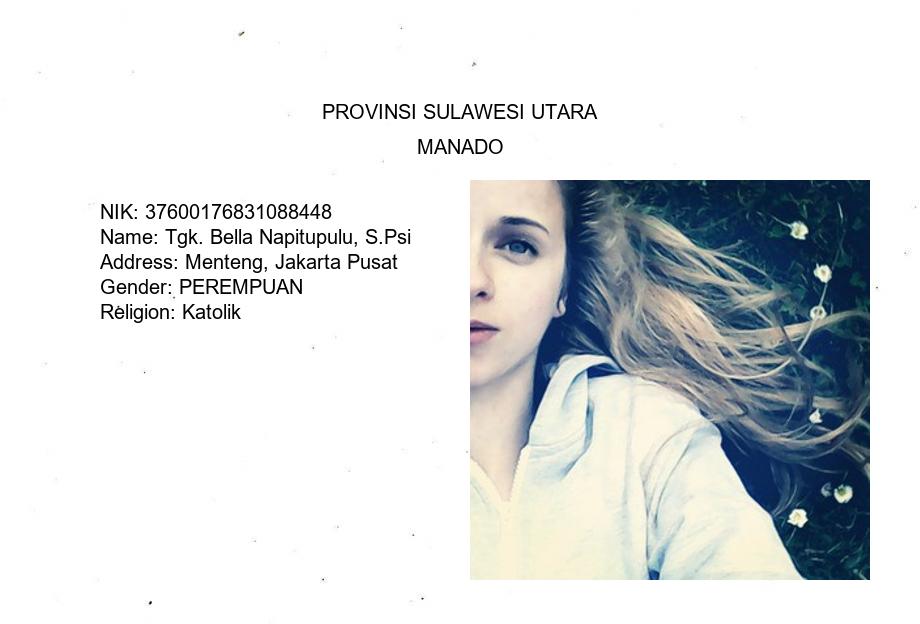 PROVINSI SULAWESI UTARA
MANADO
NIK: 37600176831088448
Name: Tgk. Bella Napitupulu, S.Psi
Address: Menteng, Jakarta Pusat
Gender: PEREMPUAN
Religion: Katolik